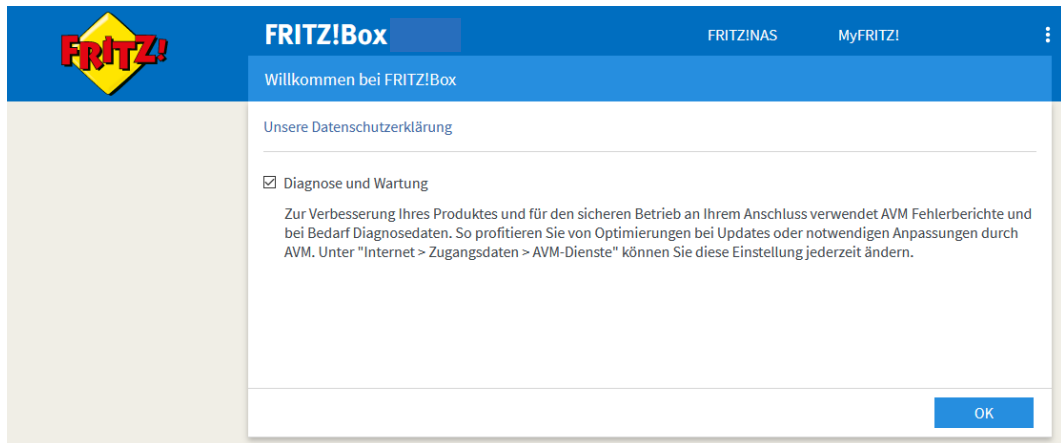 FRITZ!
FRITZ!Box
FRITZ!NAS
MyFRITZ!
Willkommen bei FRITZ!Box
Unsere Datenschutzerklärung
Diagnose und Wartung
Zur Verbesserung Ihres Produktes und für den sicheren Betrieb an Ihrem Anschluss verwendet AVM Fehlerberichte und
bei Bedarf Diagnosedaten. So profitieren Sie von Optimierungen bei Updates oder notwendigen Anpassungen durch
AVM. Unter "Internet > Zugangsdaten > AVM-Dienste" können Sie diese Einstellung jederzeit ändern.
OK